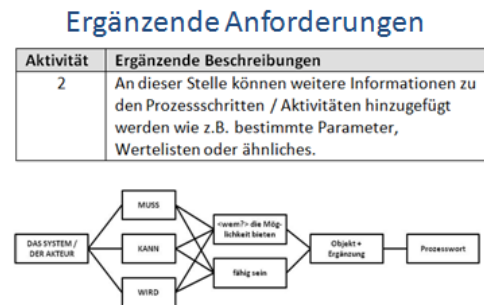 Ergänzende Anforderungen
Aktivität Ergänzende Beschreibungen
2 An dieser Stelle können weitere Informationen zu
den Prozessschritten / Aktivitäten hinzugefügt
werden wie z.B. bestimmte Parameter,
Wertelisten oder ähnliches.
MUSS
<wem?> die Mög-
lichkeit bieten
DAS SYSTEM /
DER AKTEUR
KANN
Objekt +
Ergänzung
Prozesswort
fähig sein
WIRD